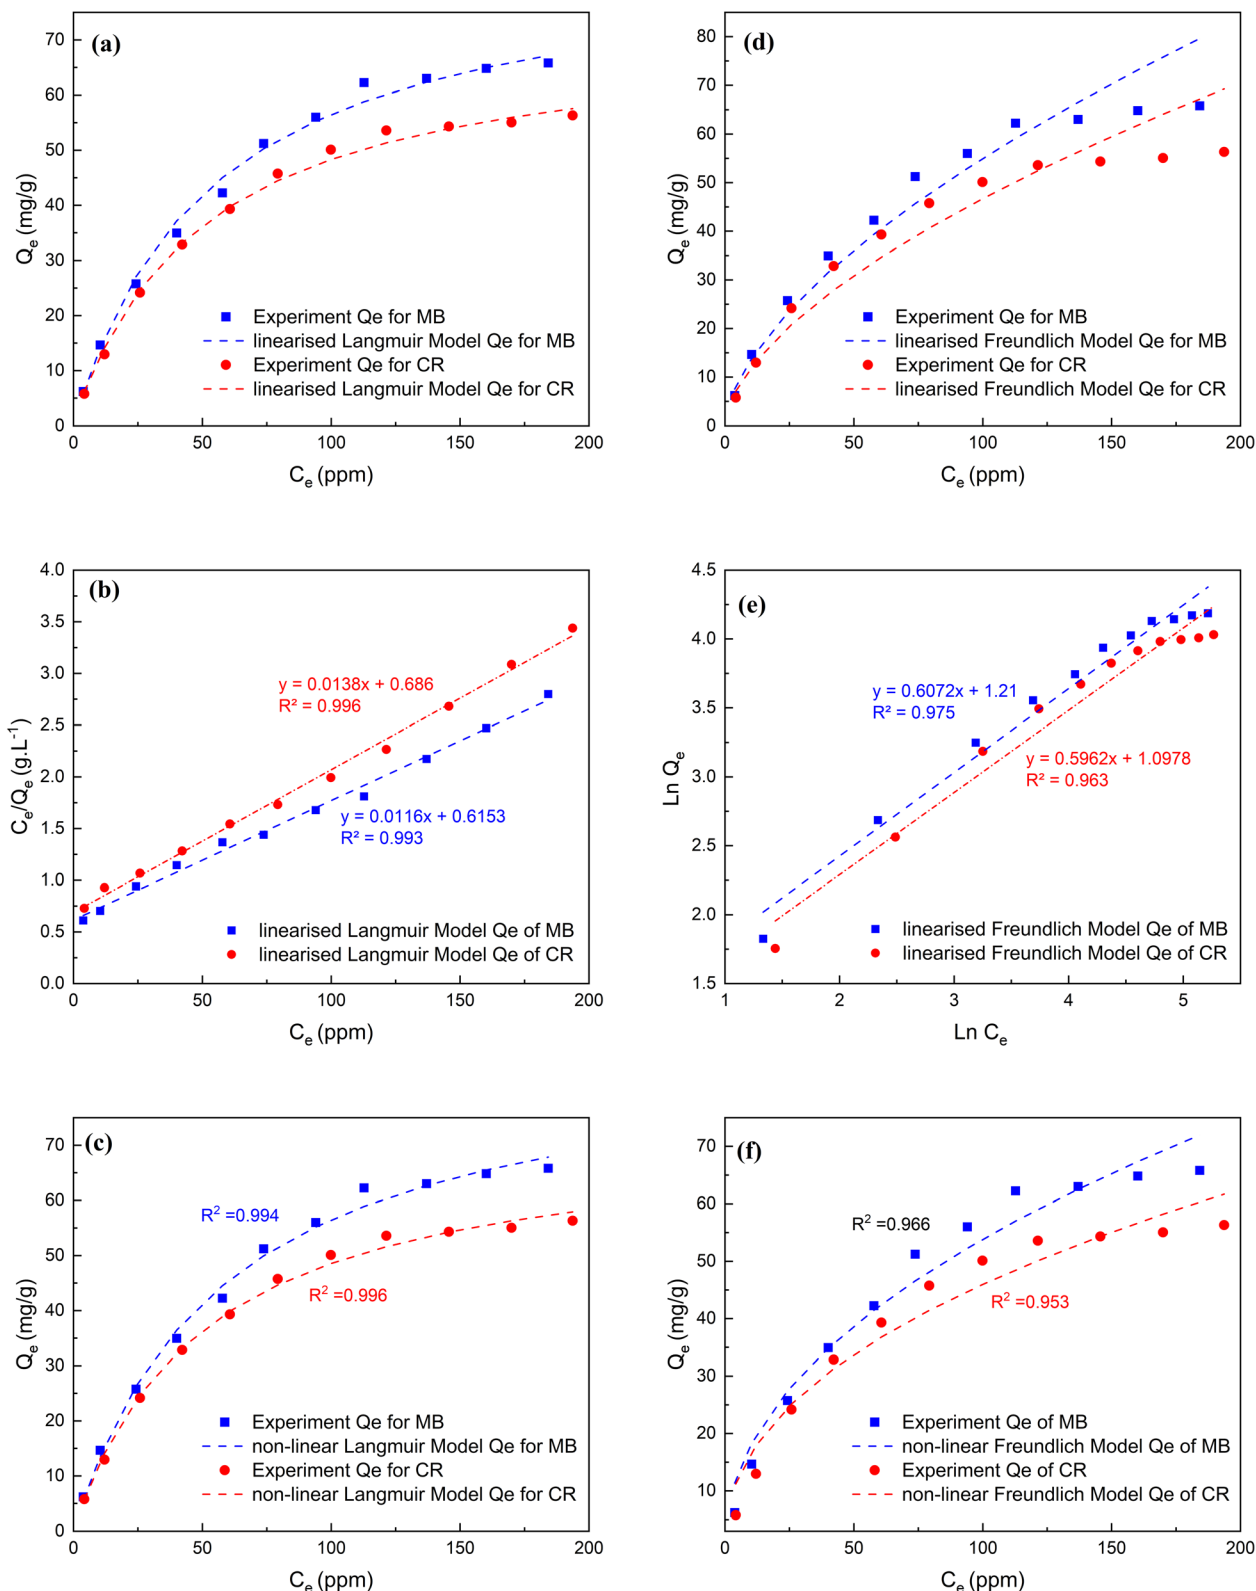 (a)
70
60
50
40
30
20
10
0
Qe (mg/g)
Experiment Qe for MB
linearised Langmuir Model Qe for MB
Experiment Qe for CR
linearised Langmuir Model Qe for CR
0 50 100 150 200
Ce (ppm)
(d)
80
70
60
50
40
30
20
10
0
Qe (mg/g)
Experiment Qe for MB
linearised Freundlich Model Qe for MB
Experiment Qe for CR
linearised Freundlich Model Qe for CR
0 50 100 150 200
Ce (ppm)
(b)
4.0
3.5
3.0
2.5
2.0
1.5
1.0
0.5
0.0
Ce/Qe (g.L-1)
y = 0.0138x + 0.686
R² = 0.996
y = 0.0116x + 0.6153
R² = 0.993
linearised Langmuir Model Qe of MB
linearised Langmuir Model Qe of CR
0 50 100 150 200
Ce (ppm)
(e)
4.5
4.0
3.5
3.0
2.5
2.0
1.5
Ln Qe
y = 0.6072x + 1.21
R² = 0.975
y = 0.5962x + 1.0978
R² = 0.963
linearised Freundlich Model Qe of MB
linearised Freundlich Model Qe of CR
1 2 3 4 5
Ln Ce
(c)
70
60
50
40
30
20
10
0
Qe (mg/g)
R2 =0.994
R2 =0.996
Experiment Qe for MB
non-linear Langmuir Model Qe for MB
Experiment Qe for CR
non-linear Langmuir Model Qe for CR
0 50 100 150 200
Ce (ppm)
(f)
70
60
50
40
30
20
10
Qe (mg/g)
R2 =0.966
R2 =0.953
Experiment Qe of MB
non-linear Freundlich Model Qe of MB
Experiment Qe of CR
non-linear Freundlich Model Qe of CR
0 50 100 150 200
Ce (ppm)